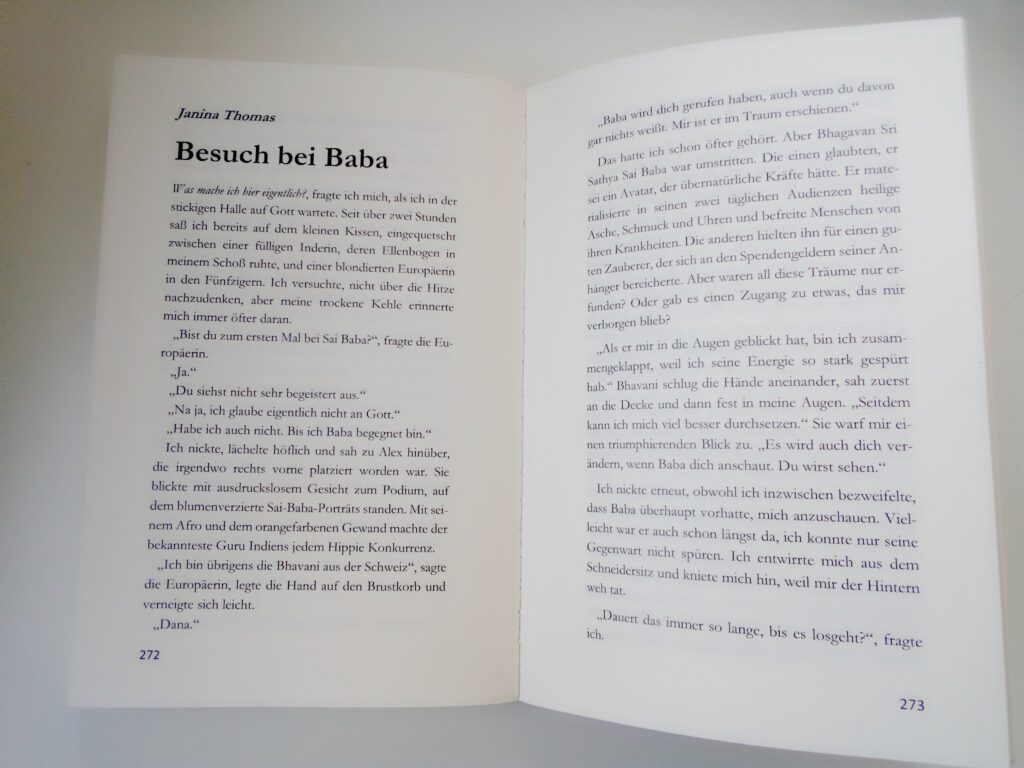 Janina Thomas
Besuch bei Baba
Was mache ich hier eigentlich?, fragte ich mich, als ich in der
stickigen Halle auf Gott wartete. Seit über zwei Stunden
saß ich bereits auf dem kleinen Kissen, eingequetscht
zwischen einer fülligen Inderin, deren Ellenbogen in
meinem Schoß ruhte, und einer blondierten Europäerin
in den Fünfzigern. Ich versuchte, nicht über die Hitze
nachzudenken, aber meine trockene Kehle erinnerte
mich immer öfter daran.
„Bist du zum ersten Mal bei Sai Baba?“, fragte die Eu-
ropäerin.
„Ja.“
„Du siehst nicht sehr begeistert aus.“
„Na ja, ich glaube eigentlich nicht an Gott.“
„Habe ich auch nicht. Bis ich Baba begegnet bin.“
Ich nickte, lächelte höflich und sah zu Alex hinüber,
die irgendwo rechts vorne platziert worden war. Sie
blickte mit ausdruckslosem Gesicht zum Podium, auf
dem blumenverzierte Sai-Baba-Porträts standen. Mit sei-
nem Afro und dem orangefarbenen Gewand machte der
bekannteste Guru Indiens jedem Hippie Konkurrenz.
„Ich bin übrigens die Bhavani aus der Schweiz“, sagte
die Europäerin, legte die Hand auf den Brustkorb und
verneigte sich leicht.
„Dana.“
272
„Baba wird dich gerufen haben, auch wenn du davon
gar nichts weißt. Mir ist er im Traum erschienen.“
Das hatte ich schon öfter gehört. Aber Bhagavan Sri
Sathya Sai Baba war umstritten. Die einen glaubten, er
sei ein Avatar, der übernatürliche Kräfte hätte. Er mate-
rialisierte in seinen zwei täglichen Audienzen heilige
Asche, Schmuck und Uhren und befreite Menschen von
ihren Krankheiten. Die anderen hielten ihn für einen gu-
ten Zauberer, der sich an den Spendengeldern seiner An-
hänger bereicherte. Aber waren all diese Träume nur er-
funden? Oder gab es einen Zugang zu etwas, das mir
verborgen blieb?
„Als er mir in die Augen geblickt hat, bin ich zusam-
mengeklappt, weil ich seine Energie so stark gespürt
hab.“ Bhavani schlug die Hände aneinander, sah zuerst
an die Decke und dann fest in meine Augen. „Seitdem
kann ich mich viel besser durchsetzen.“ Sie warf mir ei-
nen triumphierenden Blick zu. „Es wird auch dich ver-
ändern, wenn Baba dich anschaut. Du wirst sehen.“
Ich nickte erneut, obwohl ich inzwischen bezweifelte,
dass Baba überhaupt vorhatte, mich anzuschauen. Viel-
leicht war er auch schon längst da, ich konnte nur seine
Gegenwart nicht spüren. Ich entwirrte mich aus dem
Schneidersitz und kniete mich hin, weil mir der Hintern
weh tat.
„Dauert das immer so lange, bis es losgeht?“, fragte
ich.
273